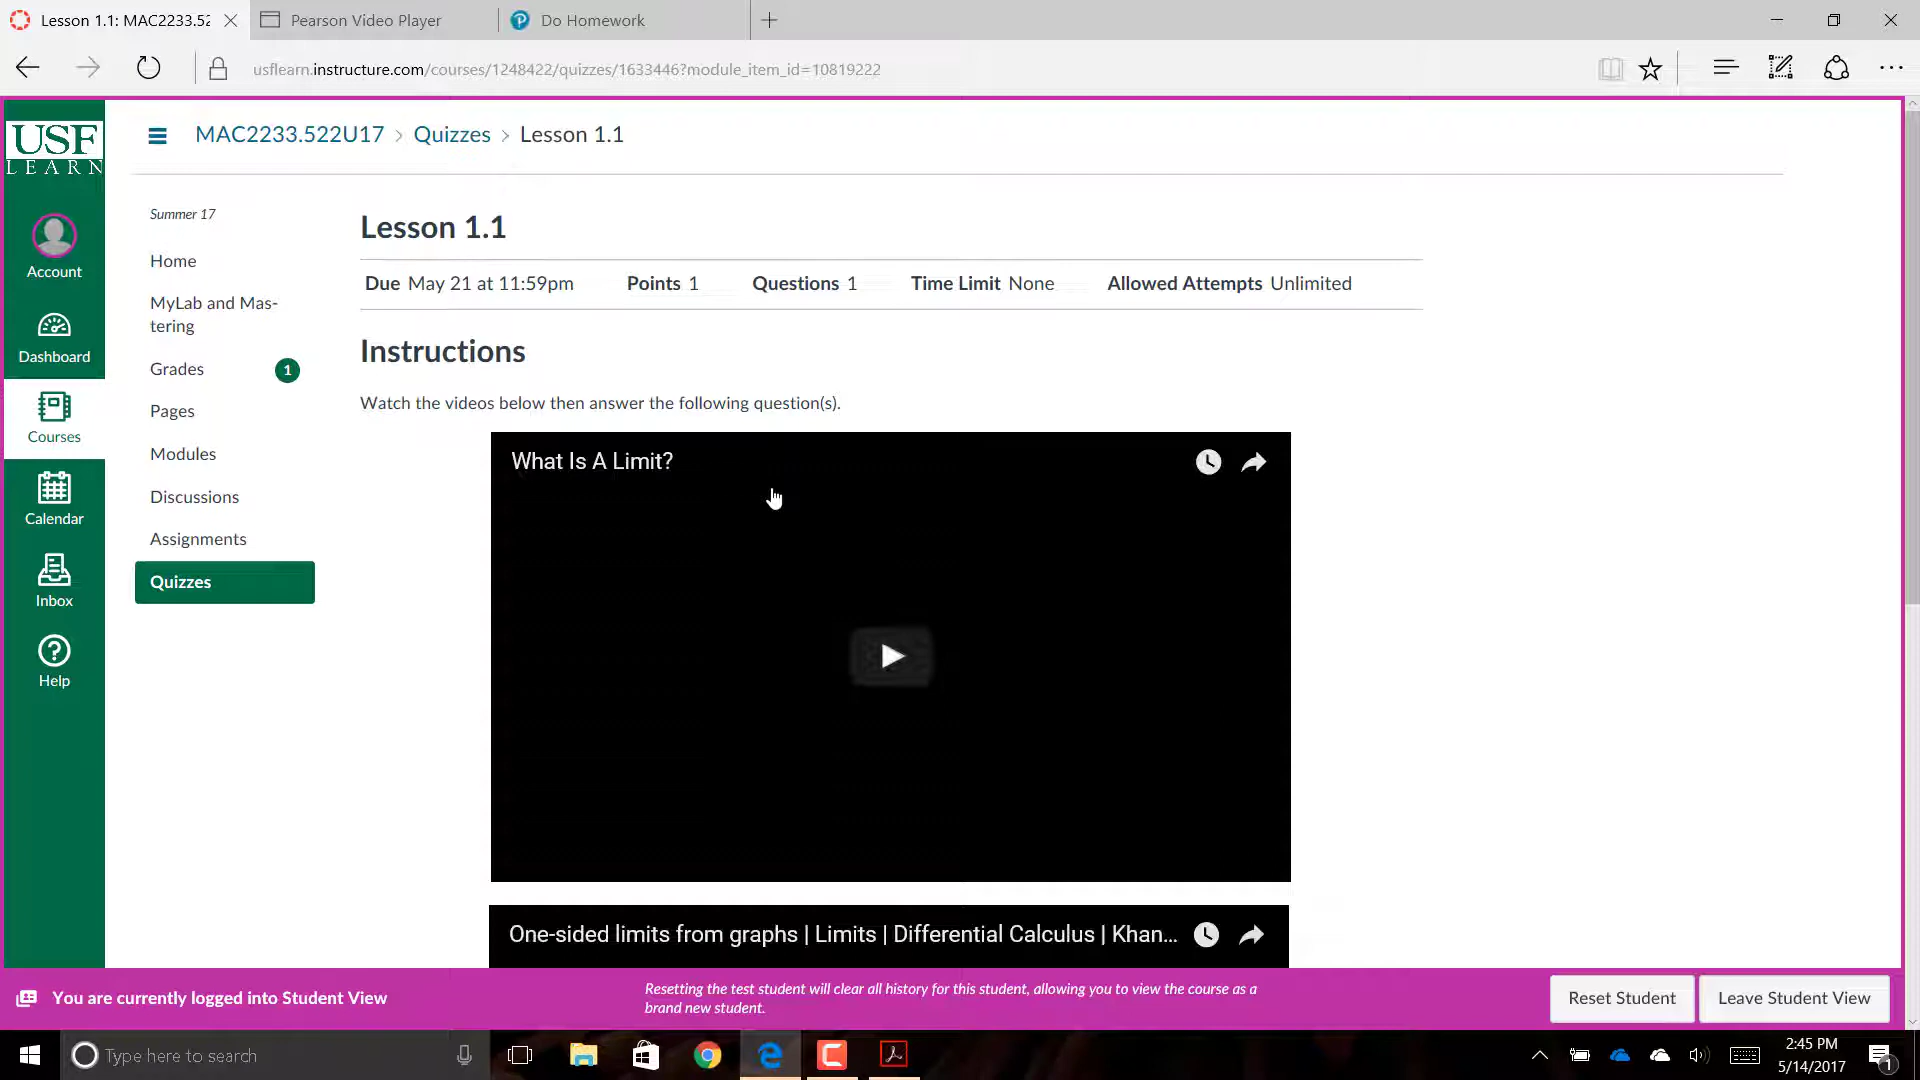 Lesson 1.1: MAC2233.52
Pearson Video Player
Do Homework
usflearn.instructure.com/courses/1248422/quizzes/1633446?module_item_id=10819222
USF
LEARN
MAC2233.522U17 > Quizzes > Lesson 1.1
Account
Dashboard
Courses
Calendar
Inbox
Help
Summer 17
Home
MyLab and Mas-
tering
Grades 1
Pages
Modules
Discussions
Assignments
Quizzes
Lesson 1.1
Due May 21 at 11:59pm Points 1 Questions 1 Time Limit None Allowed Attempts Unlimited
Instructions
Watch the videos below then answer the following question(s).
What Is A Limit?
One-sided limits from graphs | Limits | Differential Calculus | Khan...
You are currently logged into Student View
Resetting the test student will clear all history for this student, allowing you to view the course as a
brand new student.
Reset Student
Leave Student View
Type here to search
2:45 PM
5/14/2017
1